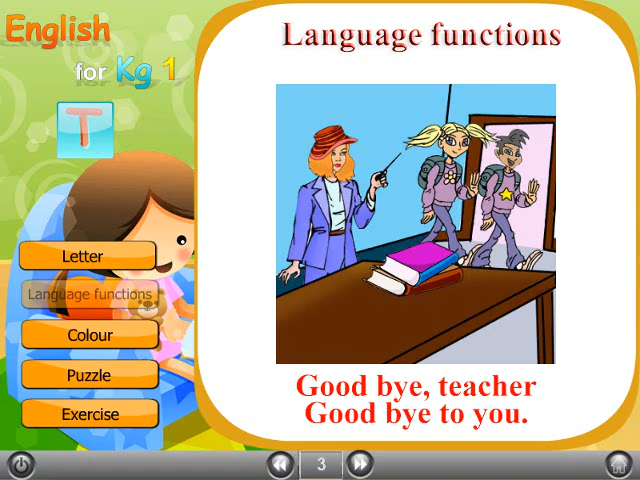 English
for Kg 1
T
Language functions
Letter
Language functions
Colour
Puzzle
Exercise
Good bye, teacher
Good bye to you.
3